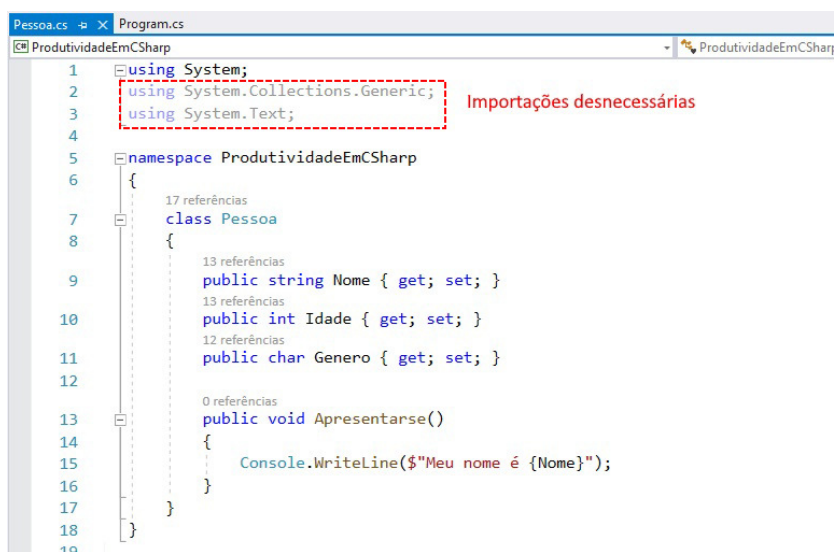 Pessoa.cs Program.cs
C# ProdutividadeEmCSharp ProdutividadeEmCSharp
1 using System;
2 using System.Collections.Generic;
3 using System.Text;
Importações desnecessárias
4
5 namespace ProdutividadeEmCSharp
6 {
17 referências
7 class Pessoa
8 {
13 referências
9 public string Nome { get; set; }
13 referências
10 public int Idade { get; set; }
12 referências
11 public char Genero { get; set; }
12
0 referências
13 public void Apresentarse()
14 {
15 Console.WriteLine($"Meu nome é {Nome}");
16 }
17 }
18 }
19